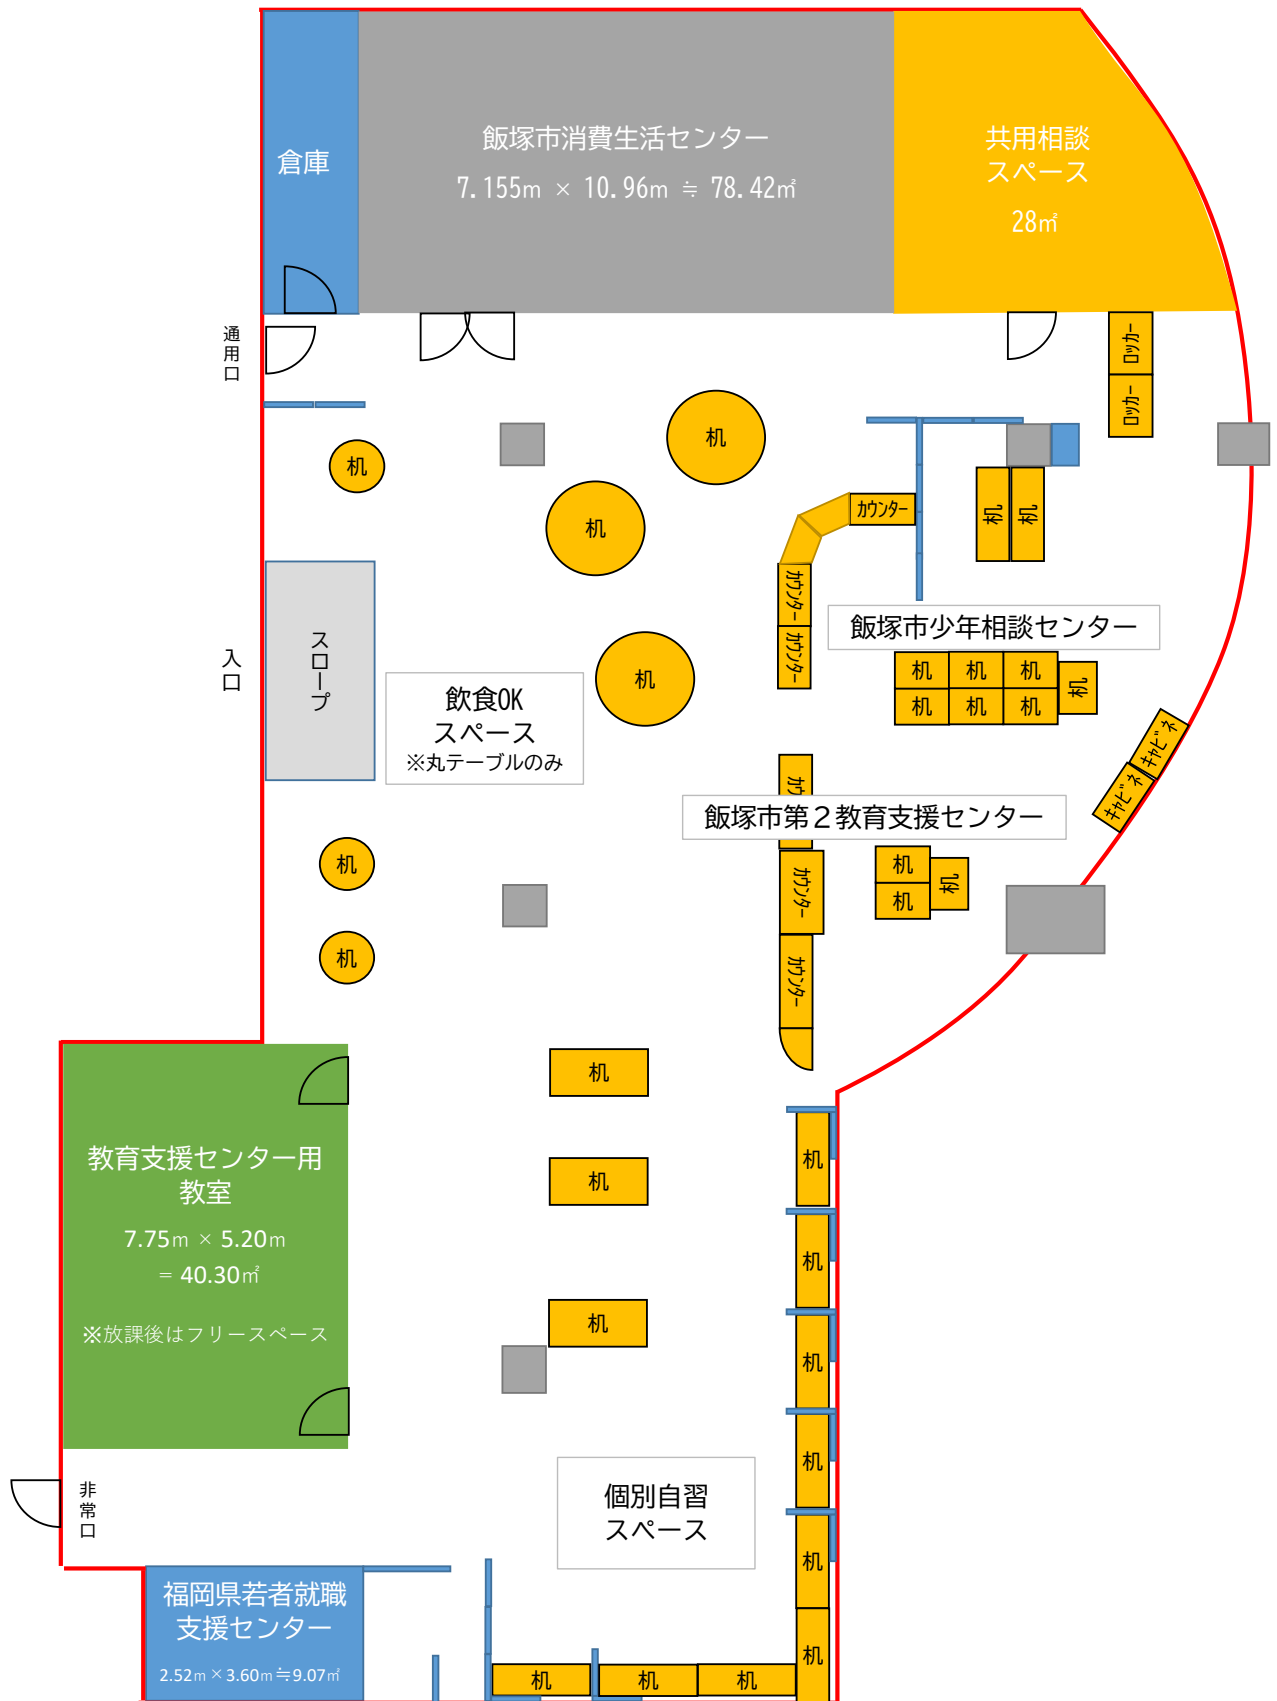 倉庫
飯塚市消費生活センター
7.155m × 10.96m ≒ 78.42㎡
共用相談
スペース
28㎡
通用口
ロッカー
ロッカー
机
机
机
カウンター
机
机
カウンター
カウンター
入口
スロープ
飲食OK
スペース
※丸テーブルのみ
机
飯塚市少年相談センター
机
机
机
机
机
机
机
キャビネ
キャビネ
飯塚市第２教育支援センター
机
机
机
机
机
カウンター
カウンター
机
机
机
教育支援センター用
教室
7.75m × 5.20m
= 40.30㎡
※放課後はフリースペース
机
机
机
机
机
机
机
非常口
個別自習
スペース
福岡県若者就職
支援センター
2.52m×3.60m≒9.07㎡
机
机
机